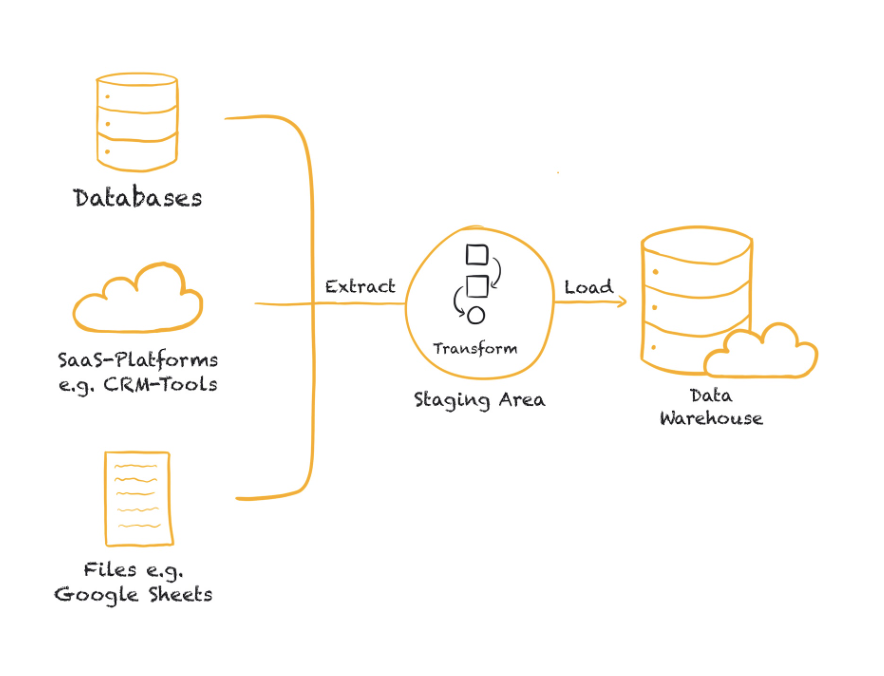 Databases
SaaS-Platforms
e.g. CRM-Tools
Files e.g.
Google Sheets
Extract
Transform
Staging Area
Load
Data
Warehouse